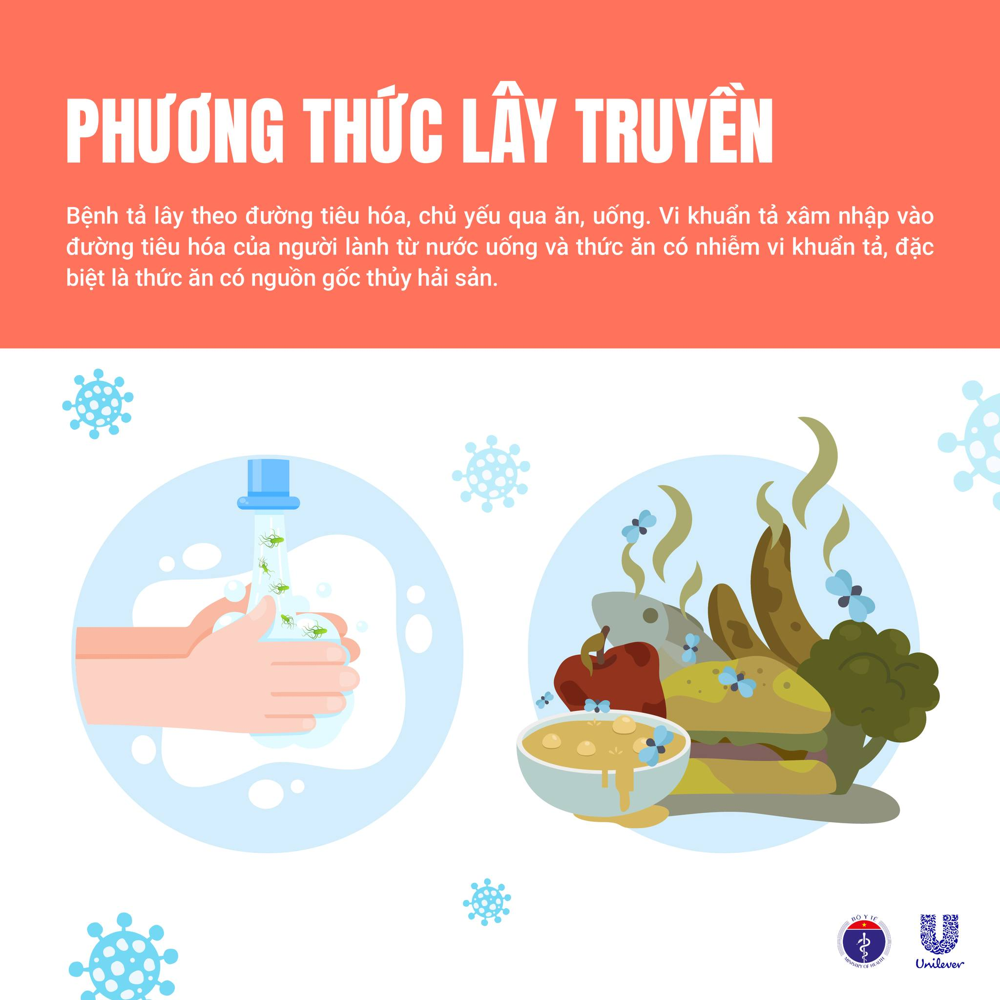 PHƯƠNG THỨC LÂY TRUYỀN
Bệnh tả lây theo đường tiêu hóa, chủ yếu qua ăn, uống. Vi khuẩn tả xâm nhập vào
đường tiêu hóa của người lành từ nước uống và thức ăn có nhiễm vi khuẩn tả, đặc
biệt là thức ăn có nguồn gốc thủy hải sản.
BỘ Y TẾ
MINISTRY OF HEALTH
Unilever